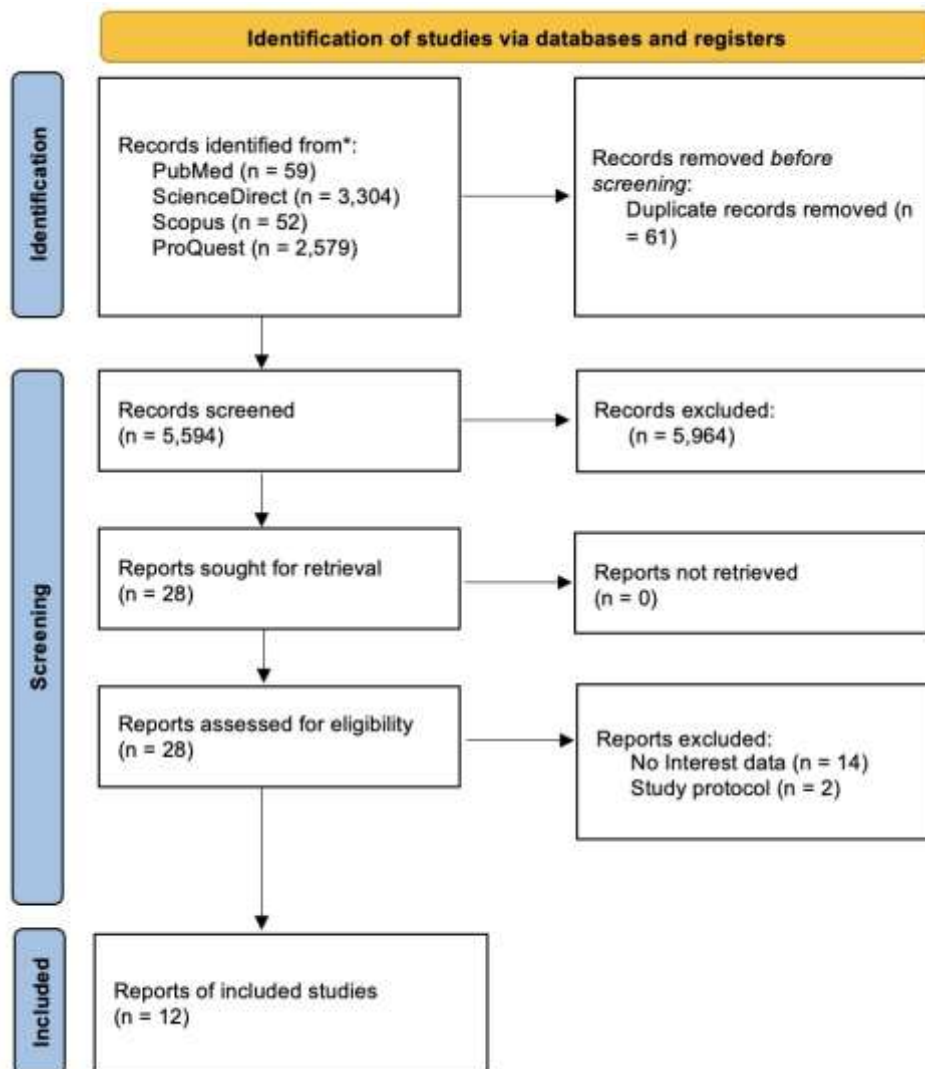 Identification of studies via databases and registers
Identification
Records identified from*:
PubMed (n = 59)
ScienceDirect (n = 3,304)
Scopus (n = 52)
ProQuest (n = 2,579)
Records removed before
screening:
Duplicate records removed (n
= 61)
Screening
Records screened
(n = 5,594)
Records excluded:
(n = 5,964)
Reports sought for retrieval
(n = 28)
Reports not retrieved
(n = 0)
Reports assessed for eligibility
(n = 28)
Reports excluded:
No Interest data (n = 14)
Study protocol (n = 2)
Included
Reports of included studies
(n = 12)